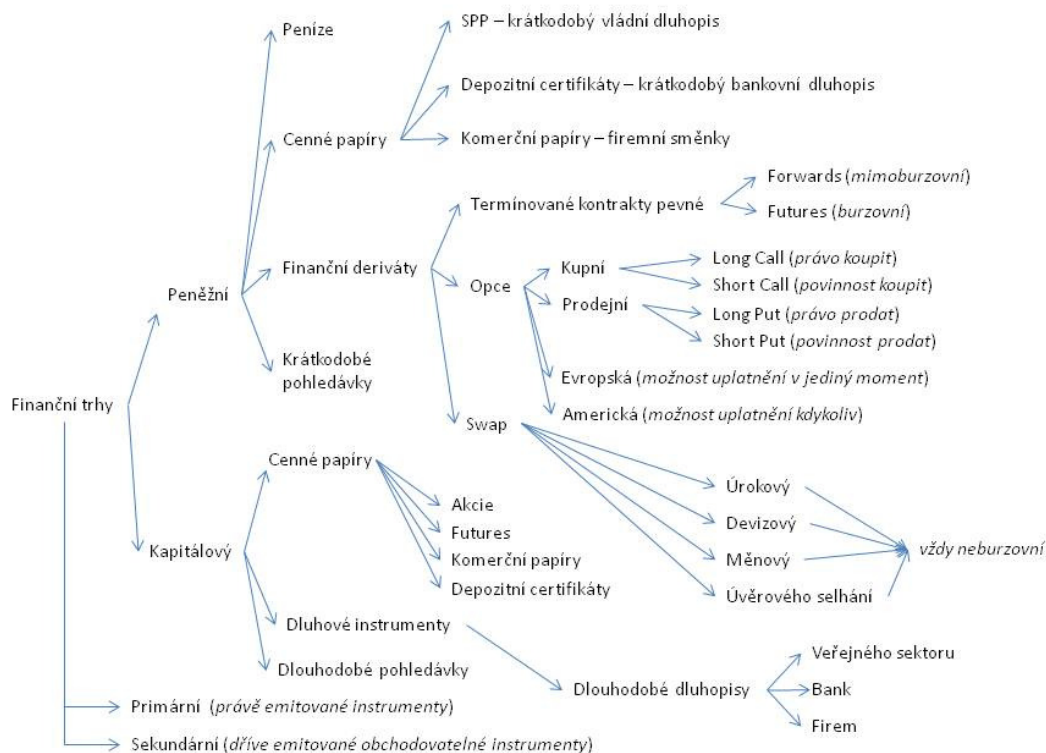 Peníze
SPP – krátkodobý vládní dluhopis
Depozitní certifikáty – krátkodobý bankovní dluhopis
Cenné papíry
Komerční papíry – firemní směnky
Forwards (mimoburzovní)
Termínované kontrakty pevné
Futures (burzovní)
Finanční deriváty
Opce
Kupní
Long Call (právo koupit)
Short Call (povinnost koupit)
Peněžní
Prodejní
Long Put (právo prodat)
Short Put (povinnost prodat)
Krátkodobé
pohledávky
Evropská (možnost uplatnění v jediný moment)
Finanční trhy
Americká (možnost uplatnění kdykoliv)
Swap
Cenné papíry
Úrokový
Akcie
Devizový
Futures
Kapitálový
Komerční papíry
Měnový
vždy neburzovní
Depozitní certifikáty
Úvěrového selhání
Dluhové instrumenty
Veřejného sektoru
Dlouhodobé pohledávky
Dlouhodobé dluhopisy
Bank
Primární (právě emitované instrumenty)
Firem
Sekundární (dříve emitované obchodovatelné instrumenty)